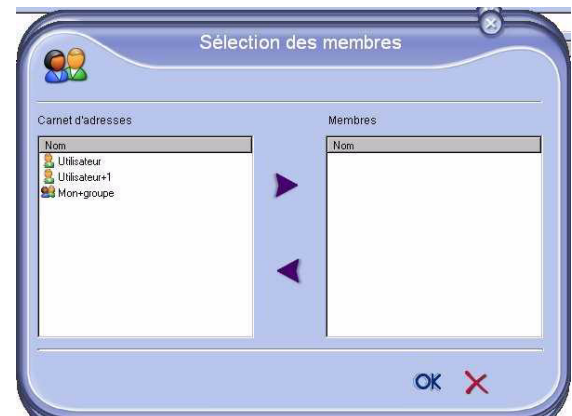 Sélection des membres
Carnet d'adresses
Membres
Nom
Nom
Utilisateur
Utilisateur+1
Mon+groupe
OK